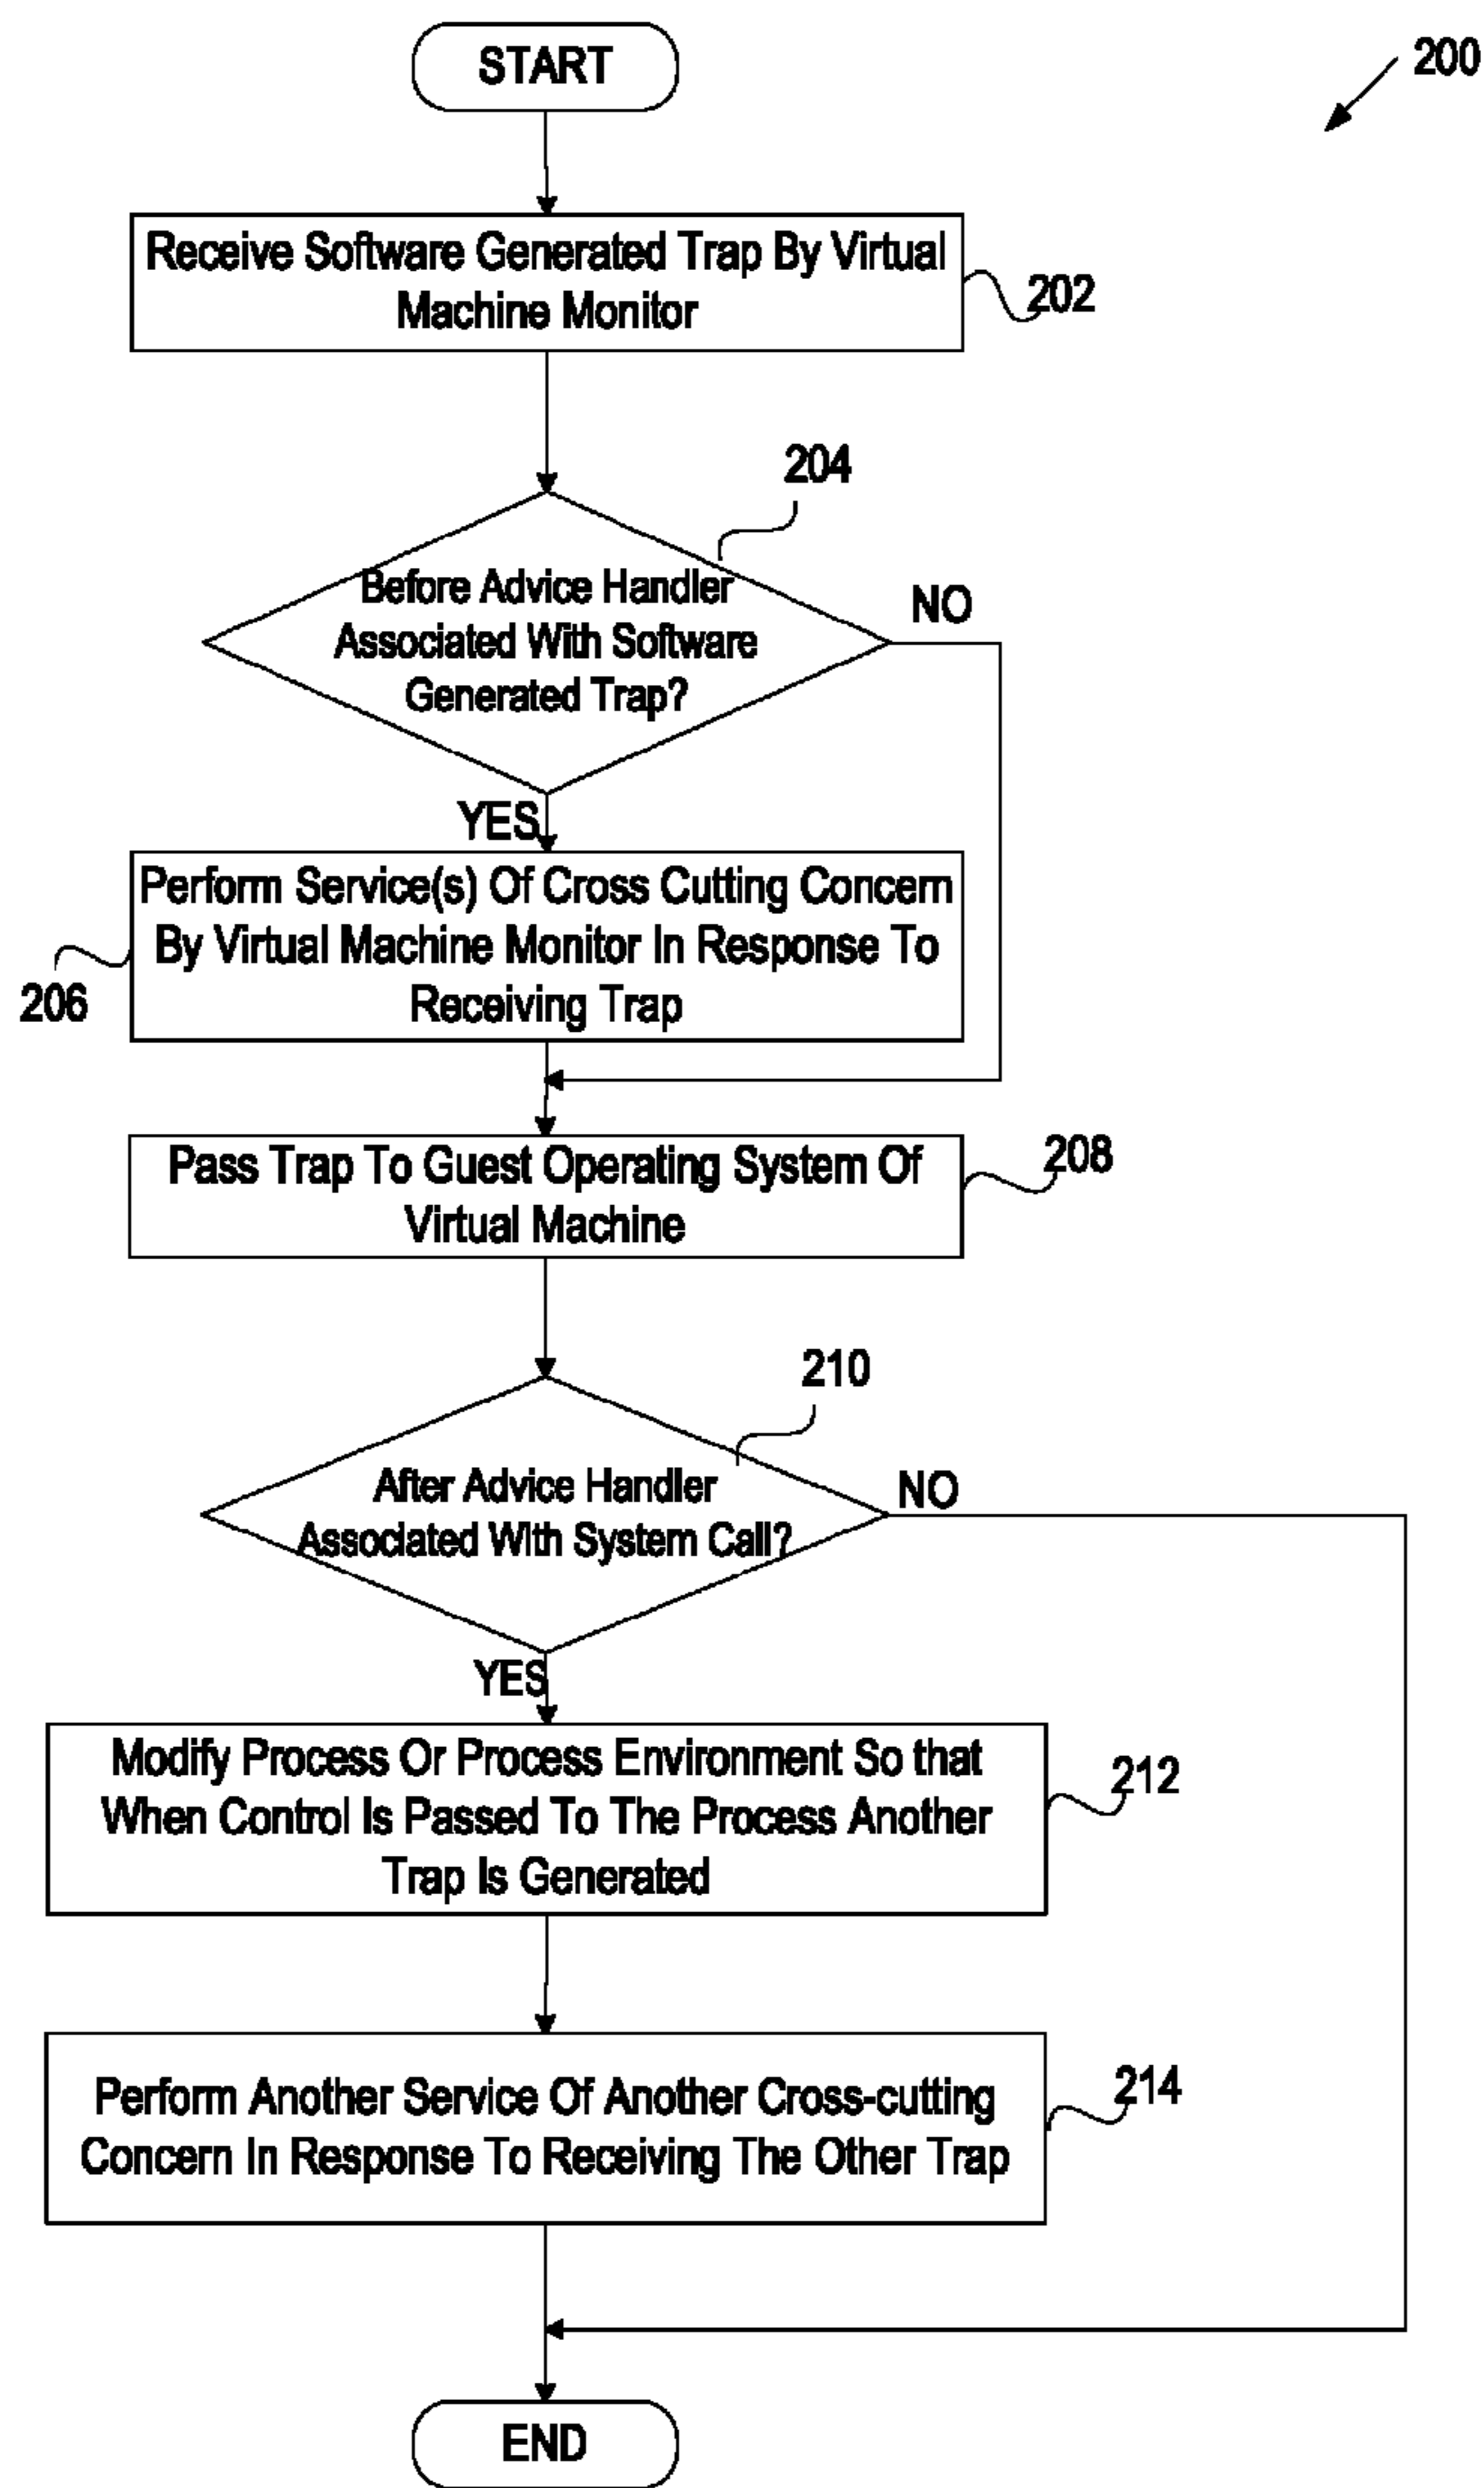 START
200
Receive Software Generated Trap By Virtual
Machine Monitor
202
204
Before Advice Handler
Associated With Software
Generated Trap?
NO
YES
Perform Service(s) Of Cross Cutting Concern
By Virtual Machine Monitor In Response To
Receiving Trap
206
Pass Trap To Guest Operating System Of
Virtual Machine
208
210
After Advice Handler
Associated With System Call?
NO
YES
Modify Process Or Process Environment So that
When Control Is Passed To The Process Another
Trap Is Generated
212
Perform Another Service Of Another Cross-cutting
Concern In Response To Receiving The Other Trap
214
END